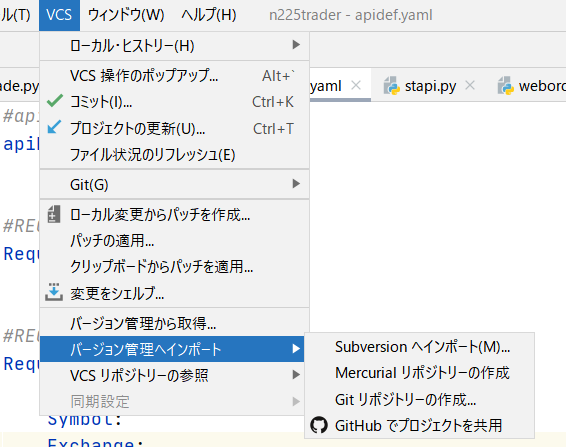 ル(T) VCS ウィンドウ(W) ヘルプ(H) n225trader - apidef.yaml
ローカル・ヒストリー(H)
VCS 操作のポップアップ... Alt+`
ade.py yaml stapi.py webord
コミット(I)... Ctrl+K
#api
プロジェクトの更新(U)... Ctrl+T
ファイル状況のリフレッシュ(E)
Git(G)
ローカル変更からパッチを作成...
#REQ
パッチの適用...
Requ
クリップボードからパッチを適用...
変更をシェルブ...
バージョン管理から取得...
#REQ
バージョン管理へインポート
Subversion へインポート(M)...
Requ
VCS リポジトリーの参照
Mercurial リポジトリーの作成
同期設定
Git リポジトリーの作成...
Symbol:
GitHub でプロジェクトを共用
Exchange: